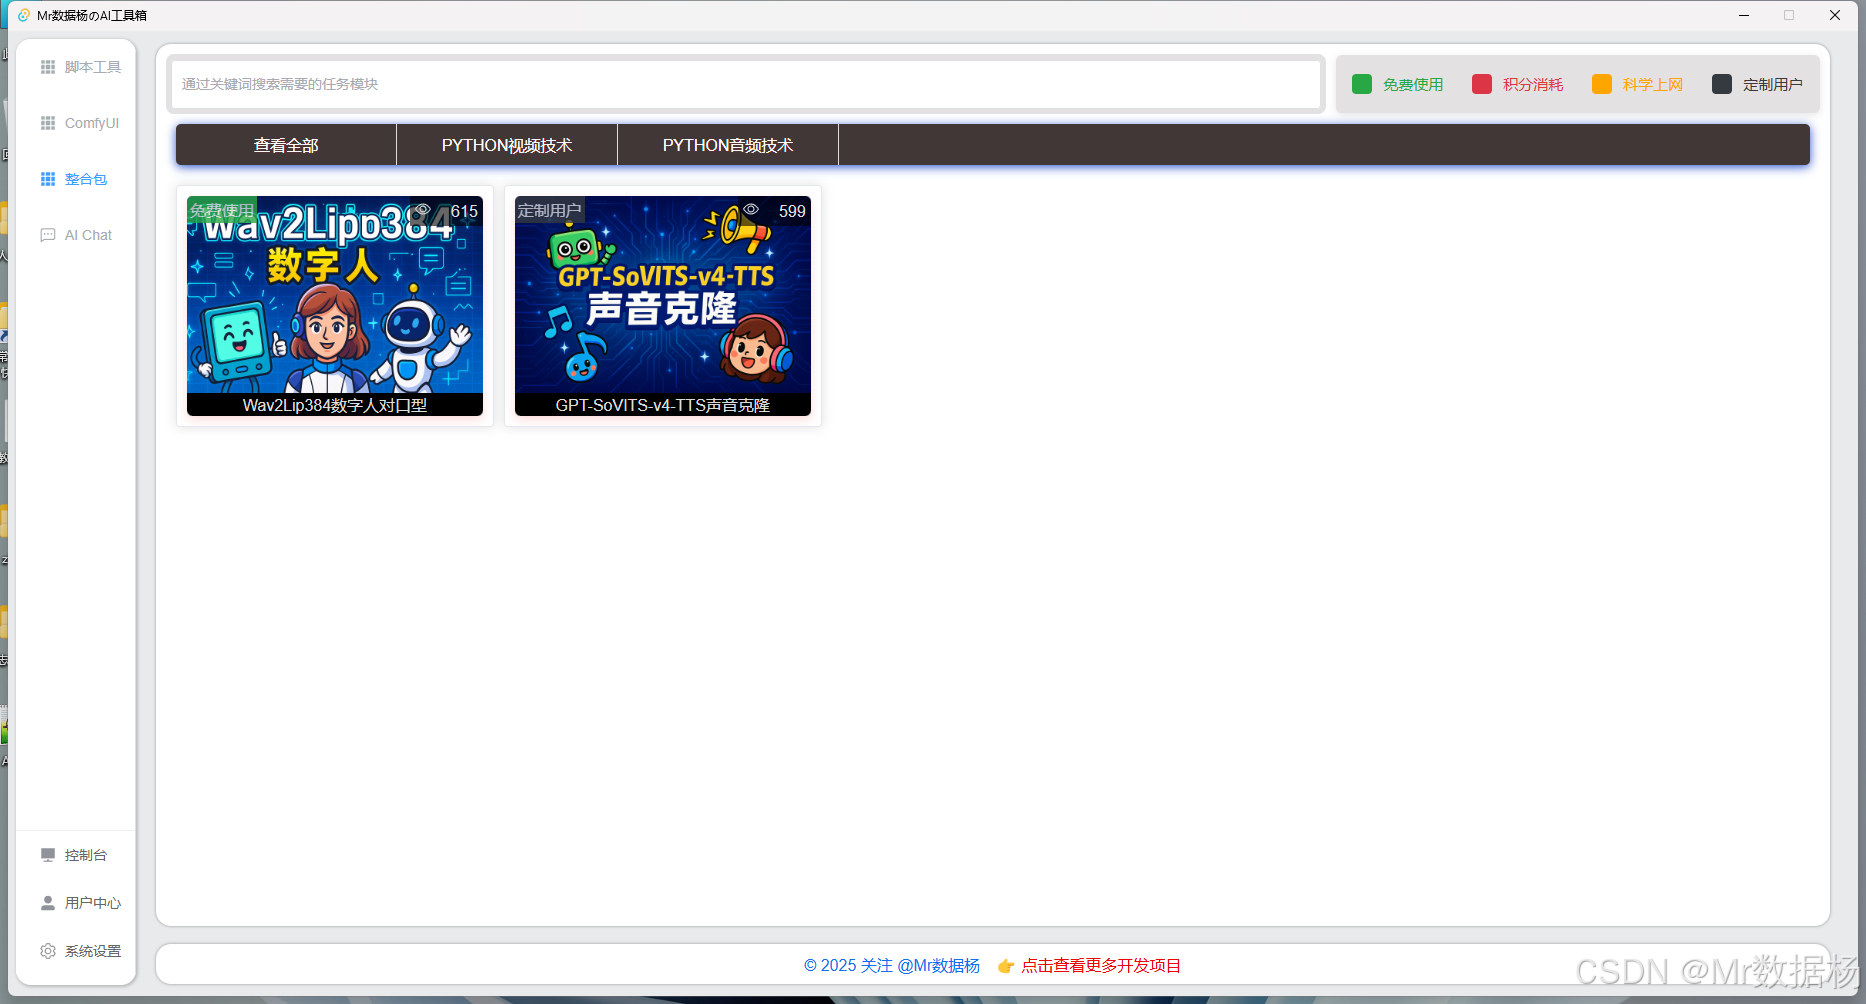 Mr数据杨のAI工具箱
脚本工具
ComfyUI
整合包
AI Chat
控制台
用户中心
系统设置
通过关键词搜索需要的任务模块
免费使用
积分消耗
科学上网
定制用户
查看全部
PYTHON视频技术
PYTHON音频技术
免费使用
615
Wav2Lipp384
数字人
Wav2Lip384数字人对口型
定制用户
599
GPT-SoVITS-v4-TTS
声音克隆
GPT-SoVITS-v4-TTS声音克隆
© 2025 关注 @Mr数据杨 👉 点击查看更多开发项目
CSDN @Mr数据杨